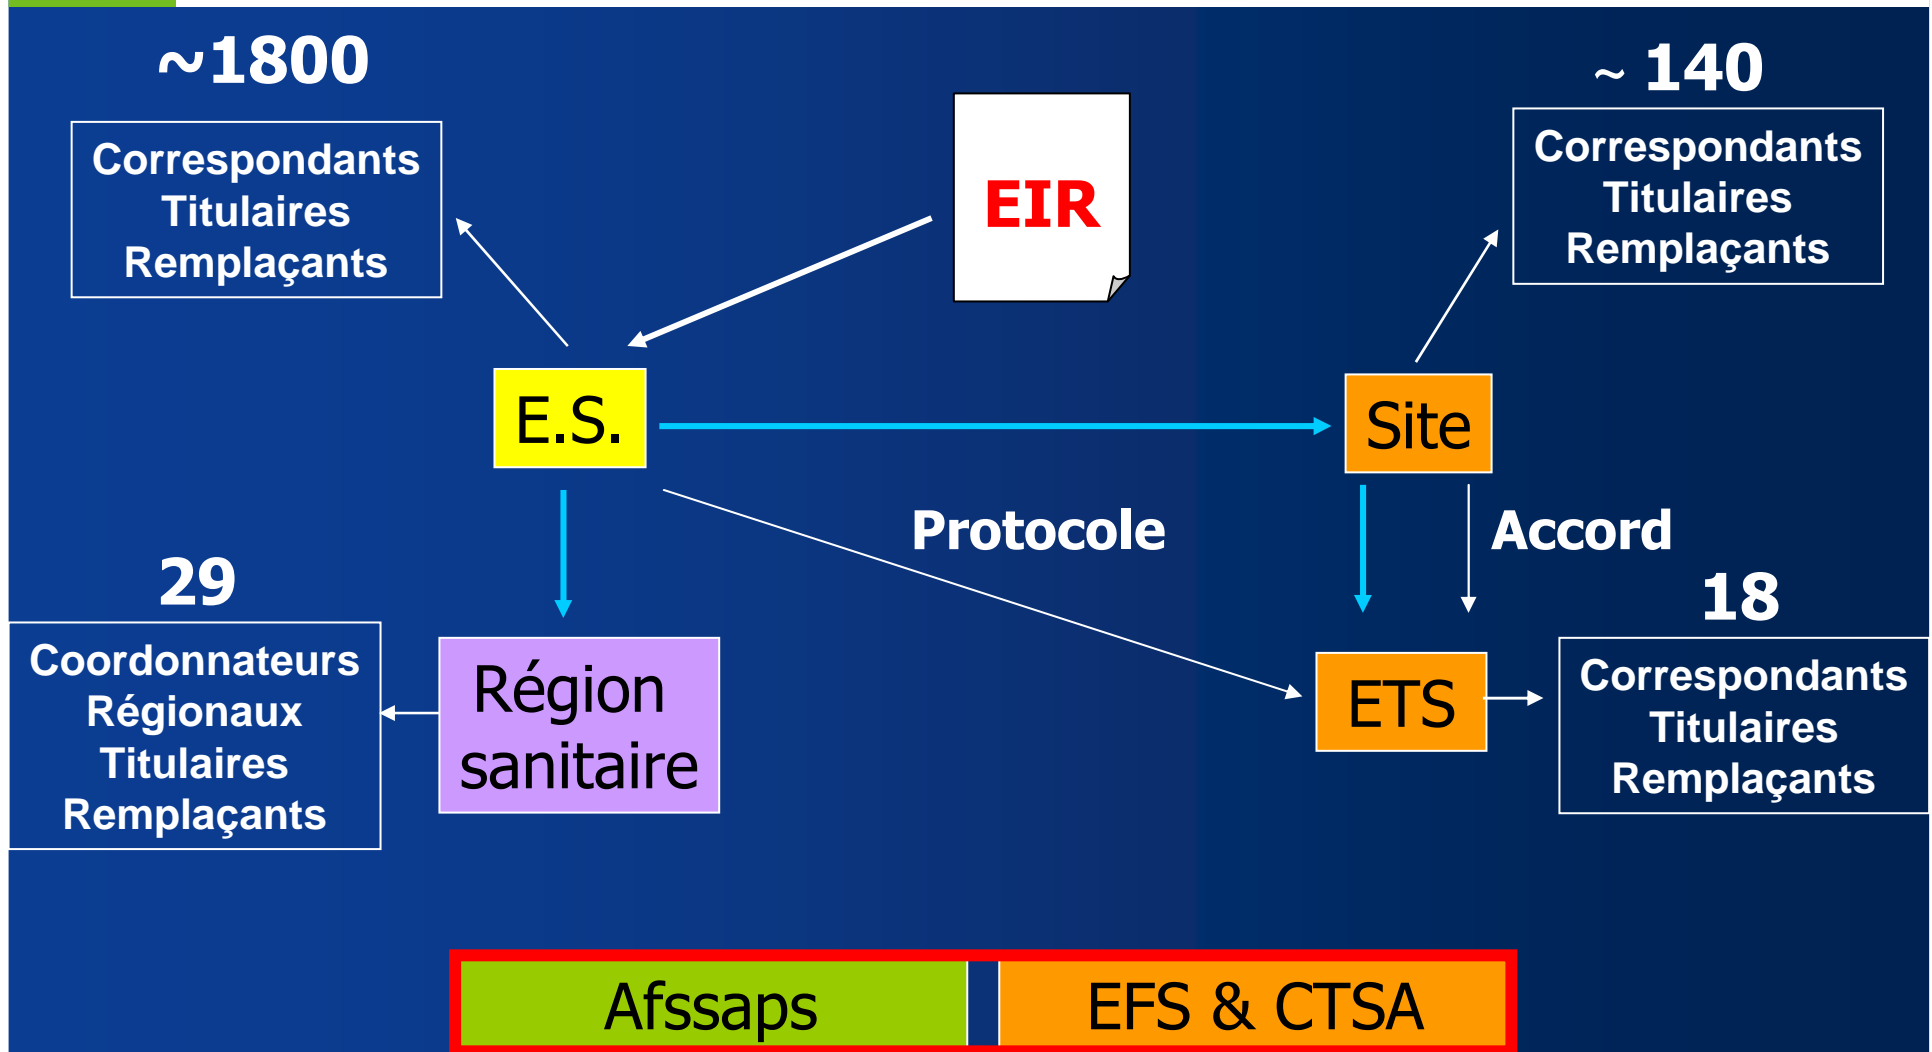 ~1800
Correspondants
Titulaires
Remplaçants
EIR
~ 140
Correspondants
Titulaires
Remplaçants
E.S.
Site
Protocole
Accord
29
Coordonnateurs
Régionaux
Titulaires
Remplaçants
Région
sanitaire
ETS
18
Correspondants
Titulaires
Remplaçants
Afssaps
EFS & CTSA